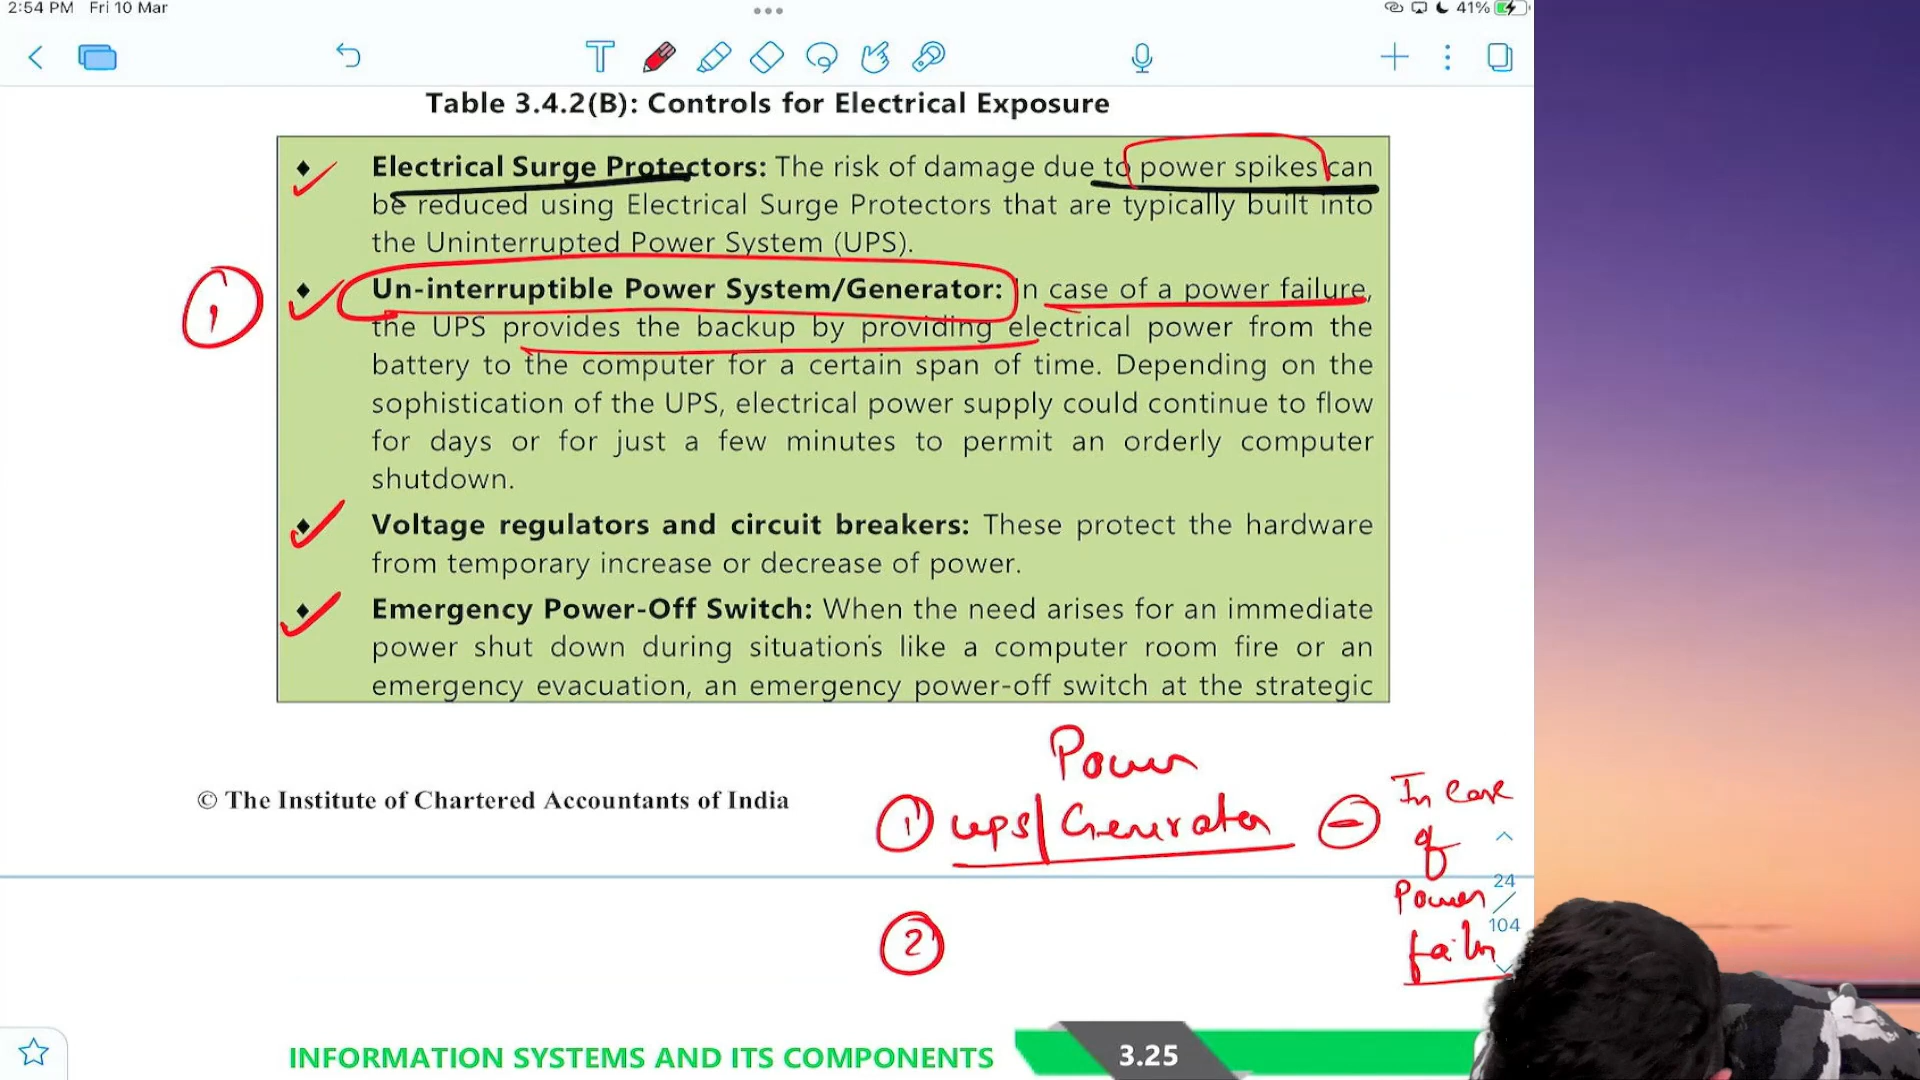 2:54 PM Fri 10 Mar
41%
Table 3.4.2(B): Controls for Electrical Exposure
♦ Electrical Surge Protectors: The risk of damage due to power spikes can
be reduced using Electrical Surge Protectors that are typically built into
the Uninterrupted Power System (UPS).
1
♦ Un-interruptible Power System/Generator: In case of a power failure,
the UPS provides the backup by providing electrical power from the
battery to the computer for a certain span of time. Depending on the
sophistication of the UPS, electrical power supply could continue to flow
for days or for just a few minutes to permit an orderly computer
shutdown.
♦ Voltage regulators and circuit breakers: These protect the hardware
from temporary increase or decrease of power.
♦ Emergency Power-Off Switch: When the need arises for an immediate
power shut down during situations like a computer room fire or an
emergency evacuation, an emergency power-off switch at the strategic
Power
© The Institute of Chartered Accountants of India
1 ups/Generator - In case
of
Power
24
/
104
2
INFORMATION SYSTEMS AND ITS COMPONENTS 3.25